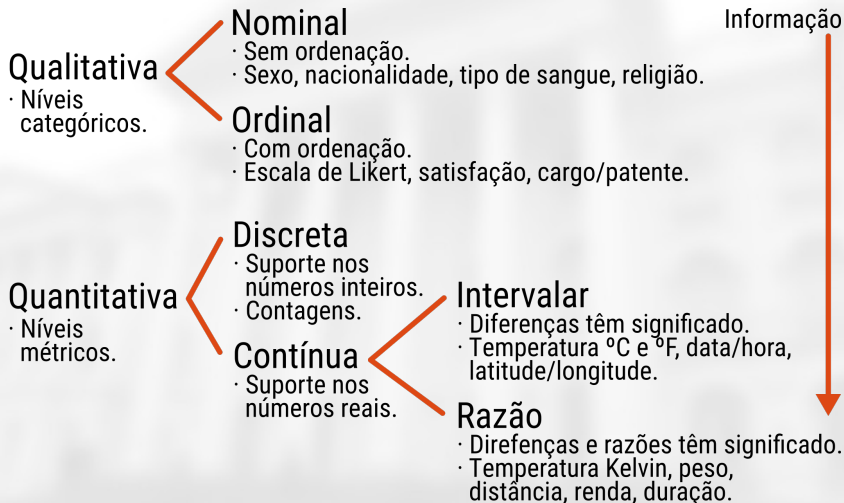 Informação
Qualitativa
· Níveis
categóricos.
Nominal
· Sem ordenação.
· Sexo, nacionalidade, tipo de sangue, religião.
Ordinal
· Com ordenação.
· Escala de Likert, satisfação, cargo/patente.
Quantitativa
· Níveis
métricos.
Discreta
· Suporte nos
números inteiros.
· Contagens.
Contínua
· Suporte nos
números reais.
Intervalar
· Diferenças têm significado.
· Temperatura ºC e ºF, data/hora,
latitude/longitude.
Razão
· Direfenças e razões têm significado.
· Temperatura Kelvin, peso,
distância, renda, duração.